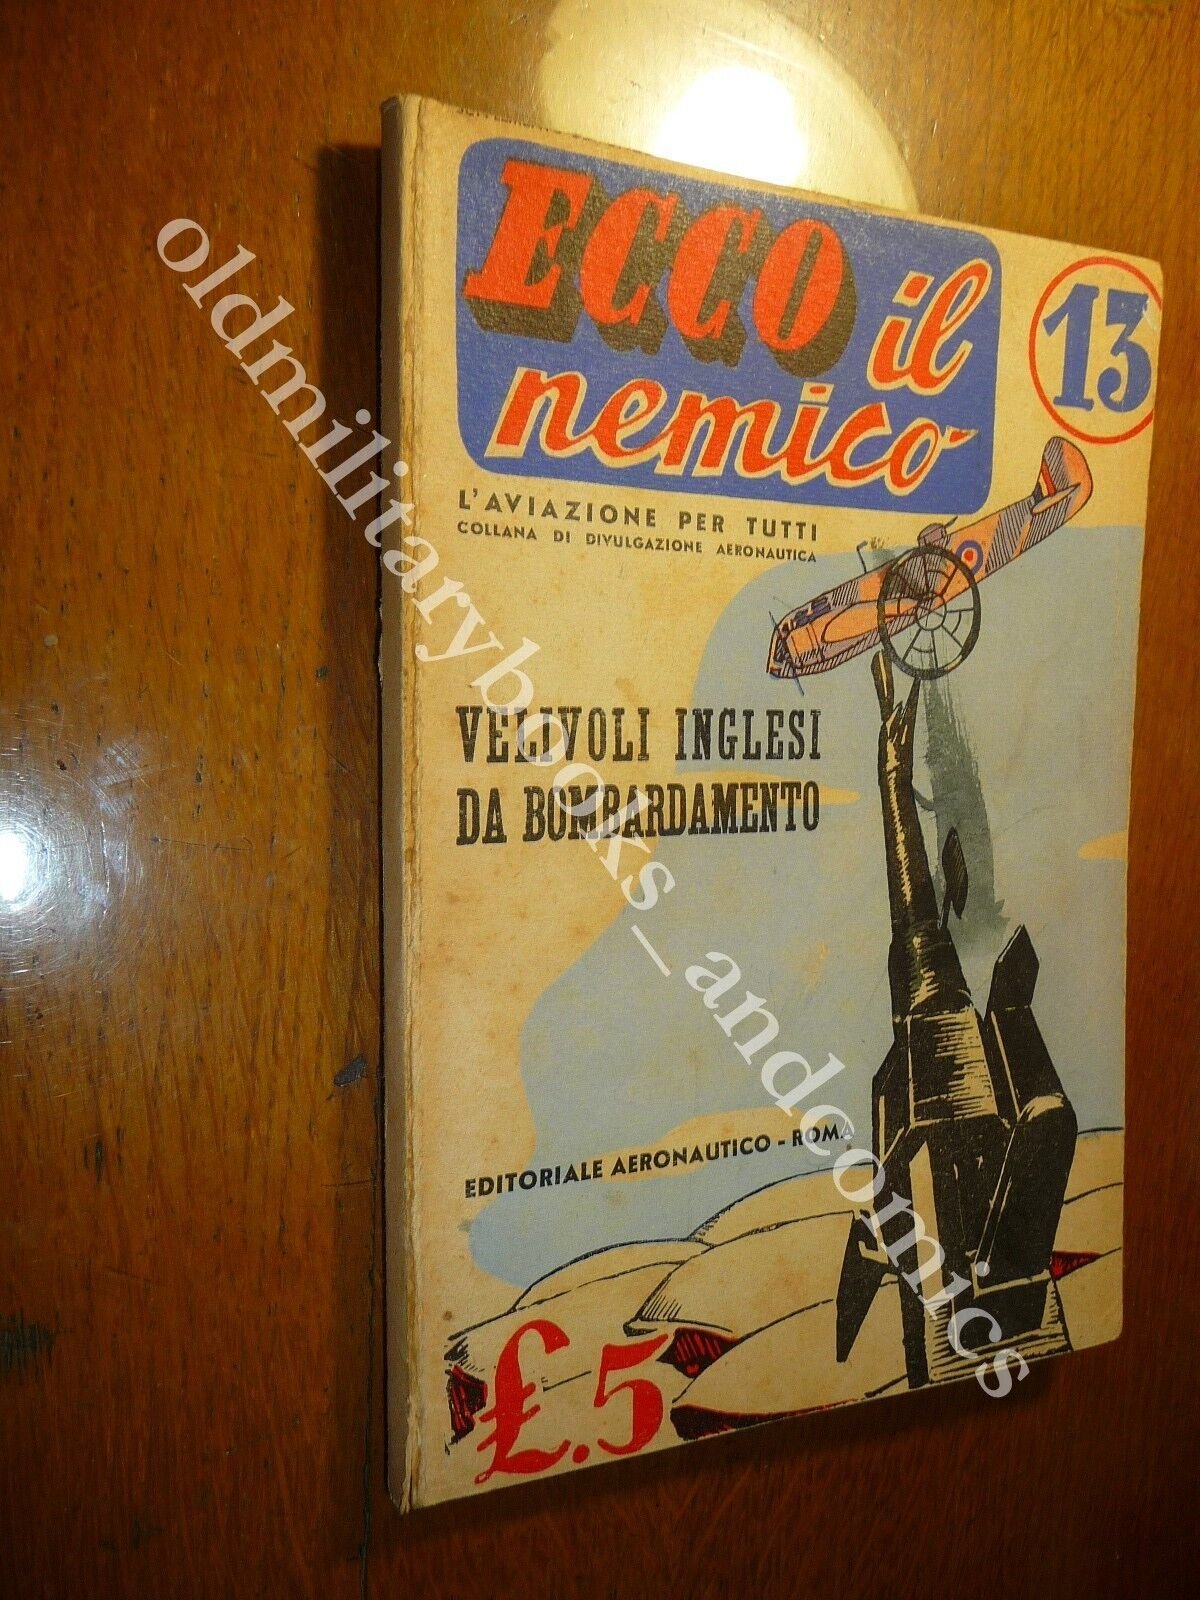 ECCO il
nemico
13
L'AVIAZIONE PER TUTTI
COLLANA DI DIVULGAZIONE AERONAUTICA
VELIVOLI INGLESI
DA BOMBARDAMENTO
EDITORIALE AERONAUTICO - ROMA
£.5
oldmilitarybooks_andcomics